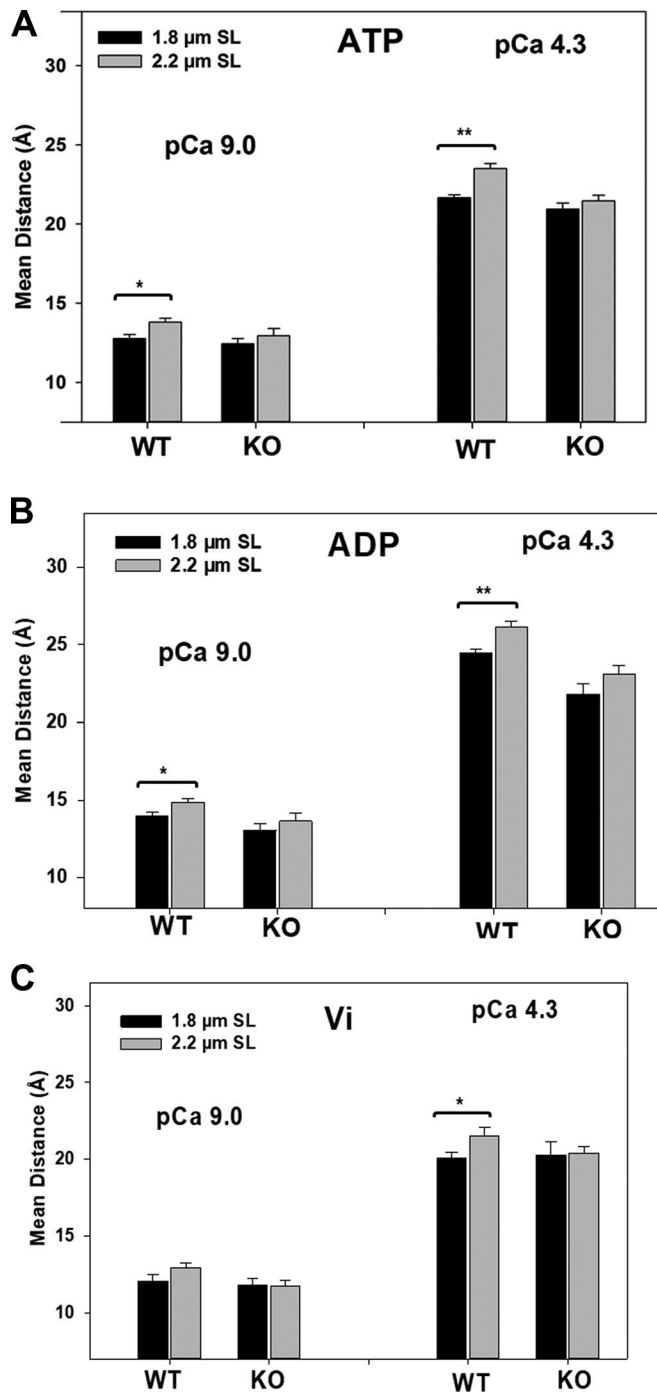 A
1.8 µm SL
2.2 µm SL
ATP
pCa 4.3
pCa 9.0
*
**
Mean Distance (Å)
30
25
20
15
10
WT
KO
WT
KO
B
1.8 µm SL
2.2 µm SL
ADP
pCa 4.3
pCa 9.0
*
**
Mean Distance (Å)
30
25
20
15
10
WT
KO
WT
KO
C
1.8 µm SL
2.2 µm SL
Vi
pCa 4.3
pCa 9.0
*
Mean Distance (Å)
30
25
20
15
10
WT
KO
WT
KO